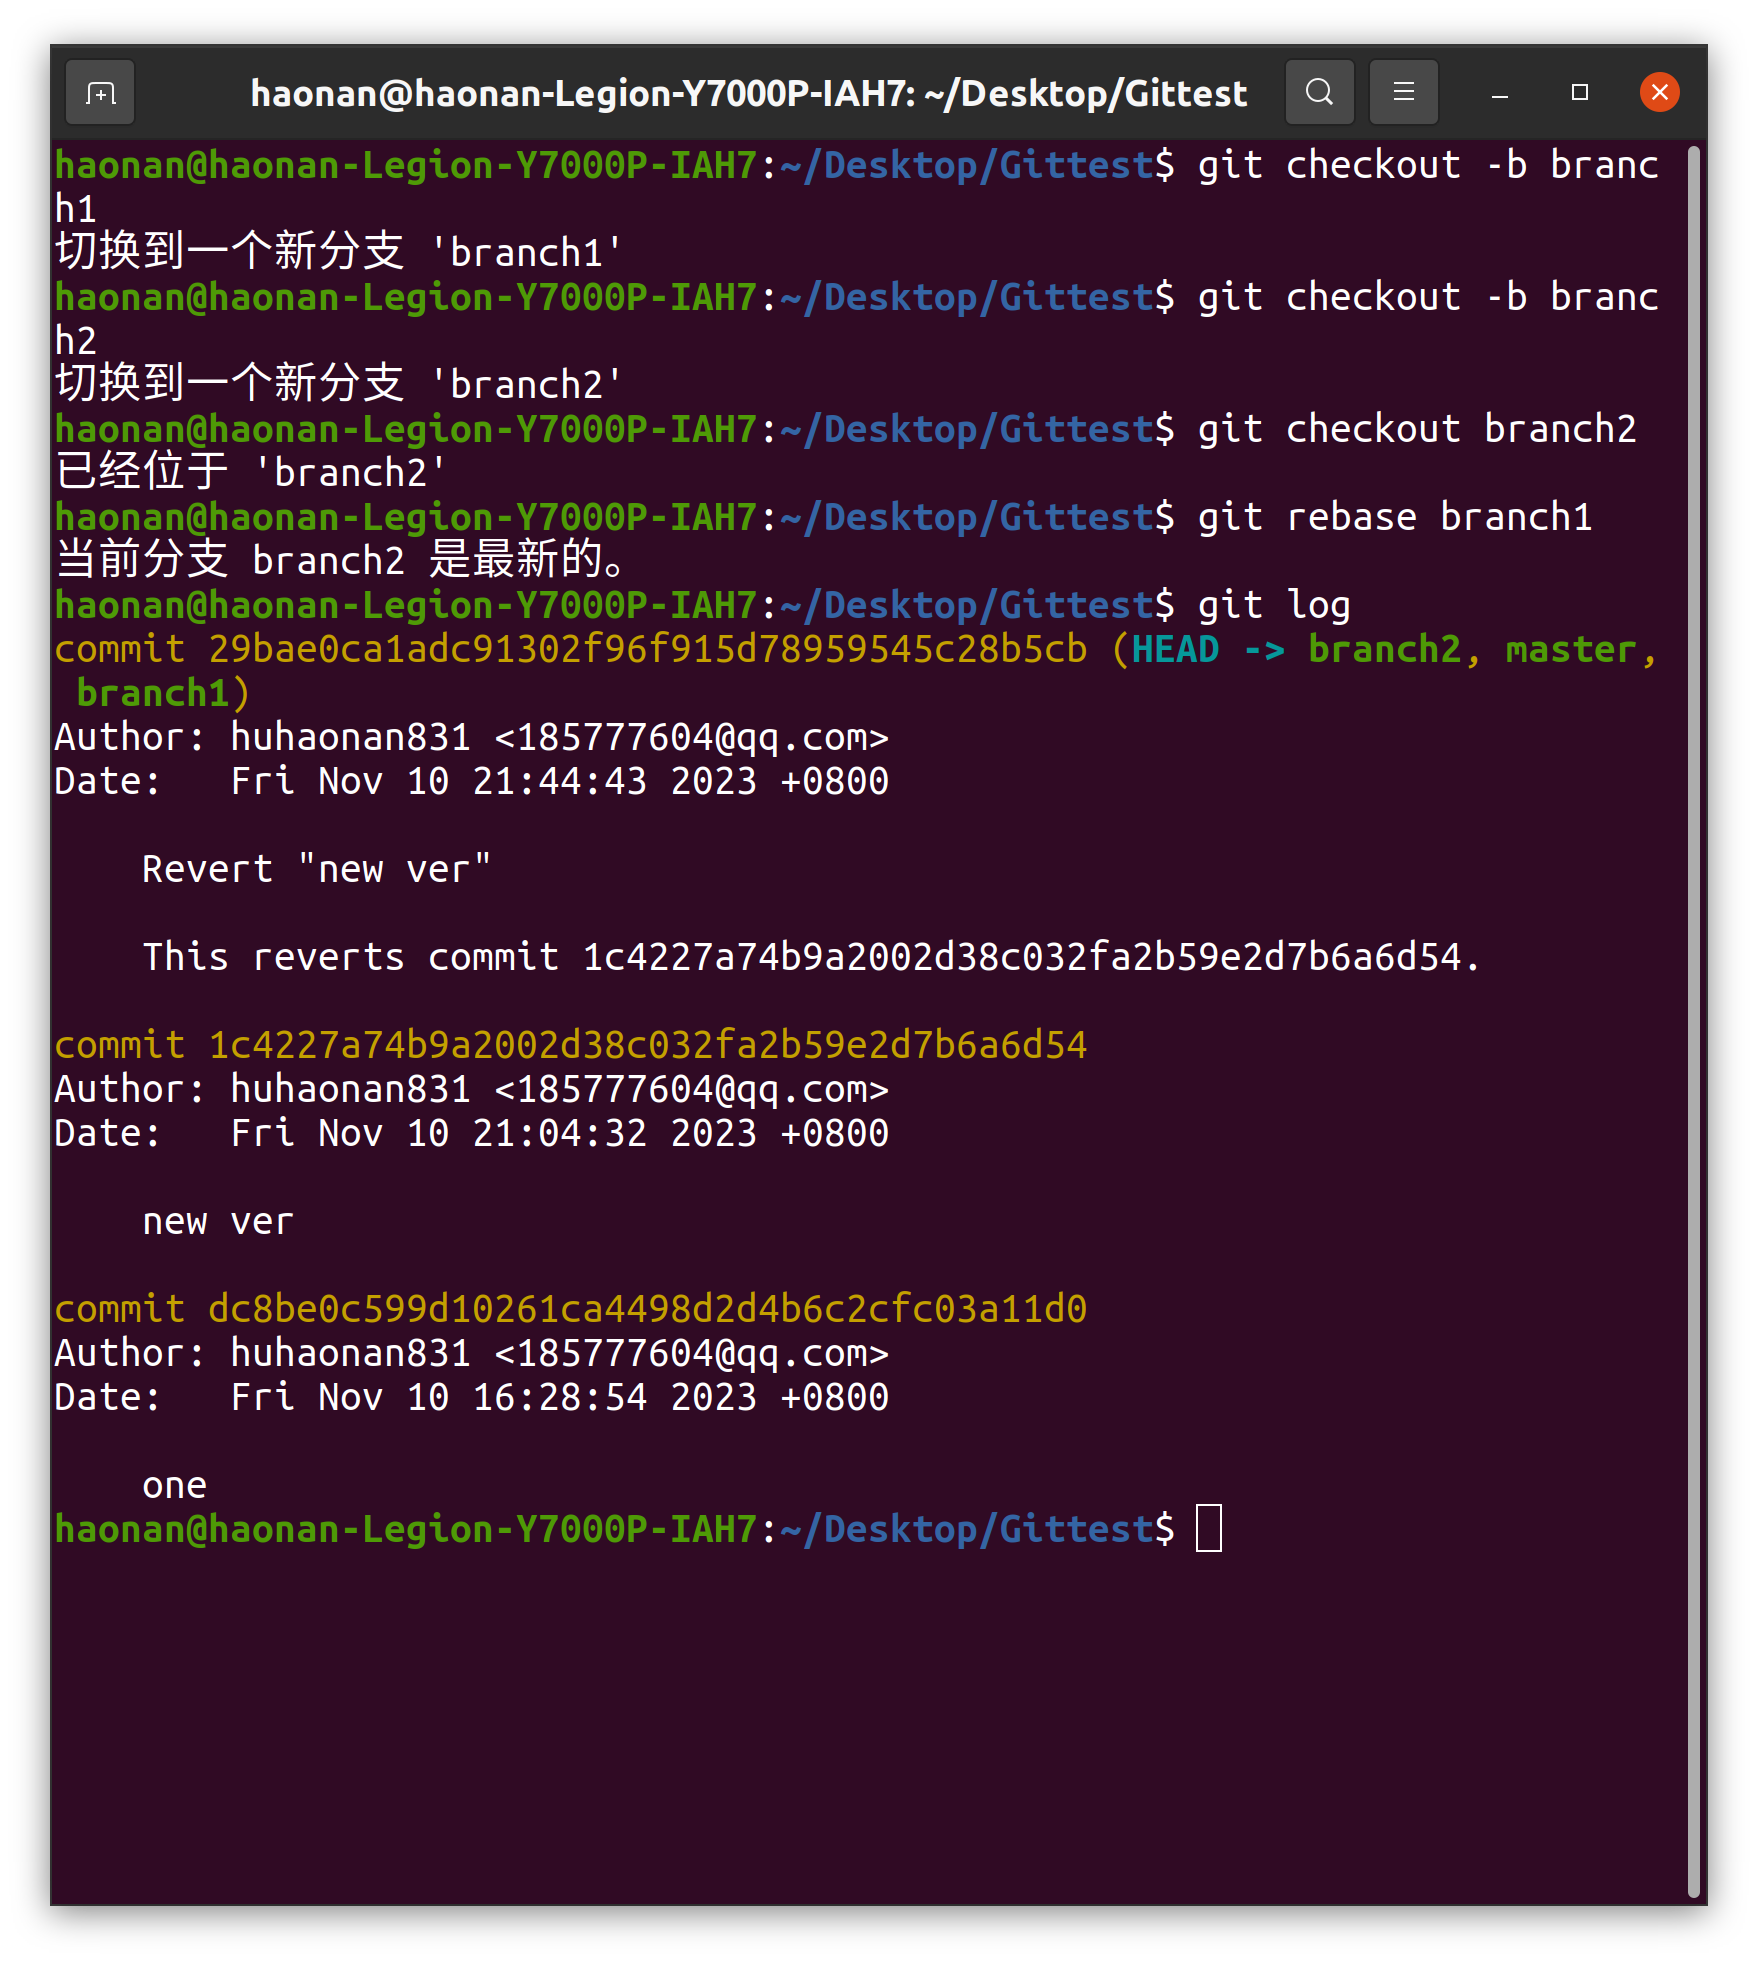 haonan@haonan-Legion-Y7000P-IAH7: ~/Desktop/Gittest
haonan@haonan-Legion-Y7000P-IAH7:~/Desktop/Gittest$ git checkout -b branc
h1
切换到一个新分支 'branch1'
haonan@haonan-Legion-Y7000P-IAH7:~/Desktop/Gittest$ git checkout -b branc
h2
切换到一个新分支 'branch2'
haonan@haonan-Legion-Y7000P-IAH7:~/Desktop/Gittest$ git checkout branch2
已经位于 'branch2'
haonan@haonan-Legion-Y7000P-IAH7:~/Desktop/Gittest$ git rebase branch1
当前分支 branch2 是最新的。
haonan@haonan-Legion-Y7000P-IAH7:~/Desktop/Gittest$ git log
commit 29bae0ca1adc91302f96f915d78959545c28b5cb (HEAD -> branch2, master,
 branch1)
Author: huhaonan831 <185777604@qq.com>
Date:   Fri Nov 10 21:44:43 2023 +0800
    Revert "new ver"
    This reverts commit 1c4227a74b9a2002d38c032fa2b59e2d7b6a6d54.
commit 1c4227a74b9a2002d38c032fa2b59e2d7b6a6d54
Author: huhaonan831 <185777604@qq.com>
Date:   Fri Nov 10 21:04:32 2023 +0800
    new ver
commit dc8be0c599d10261ca4498d2d4b6c2cfc03a11d0
Author: huhaonan831 <185777604@qq.com>
Date:   Fri Nov 10 16:28:54 2023 +0800
    one
haonan@haonan-Legion-Y7000P-IAH7:~/Desktop/Gittest$